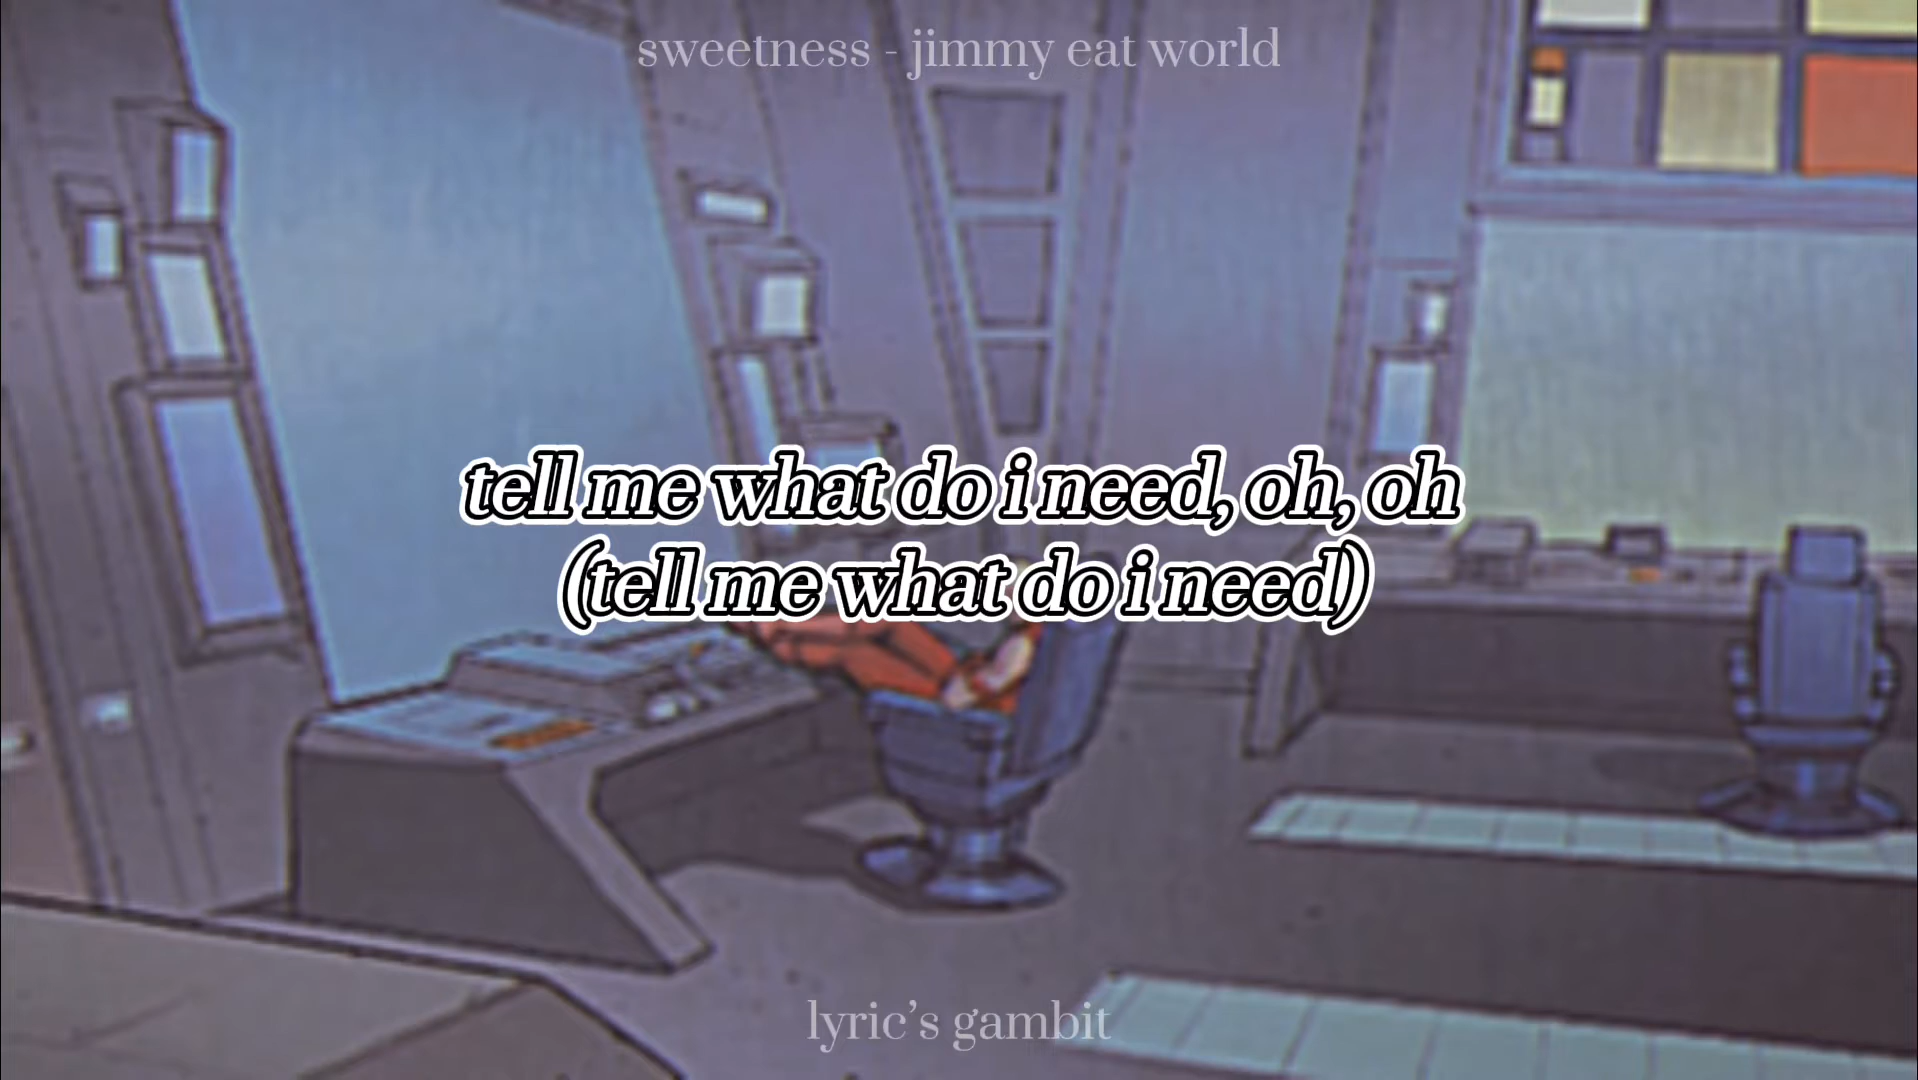 sweetness - jimmy eat world
tell me what do i need, oh, oh
(tell me what do i need)
lyric’s gambit